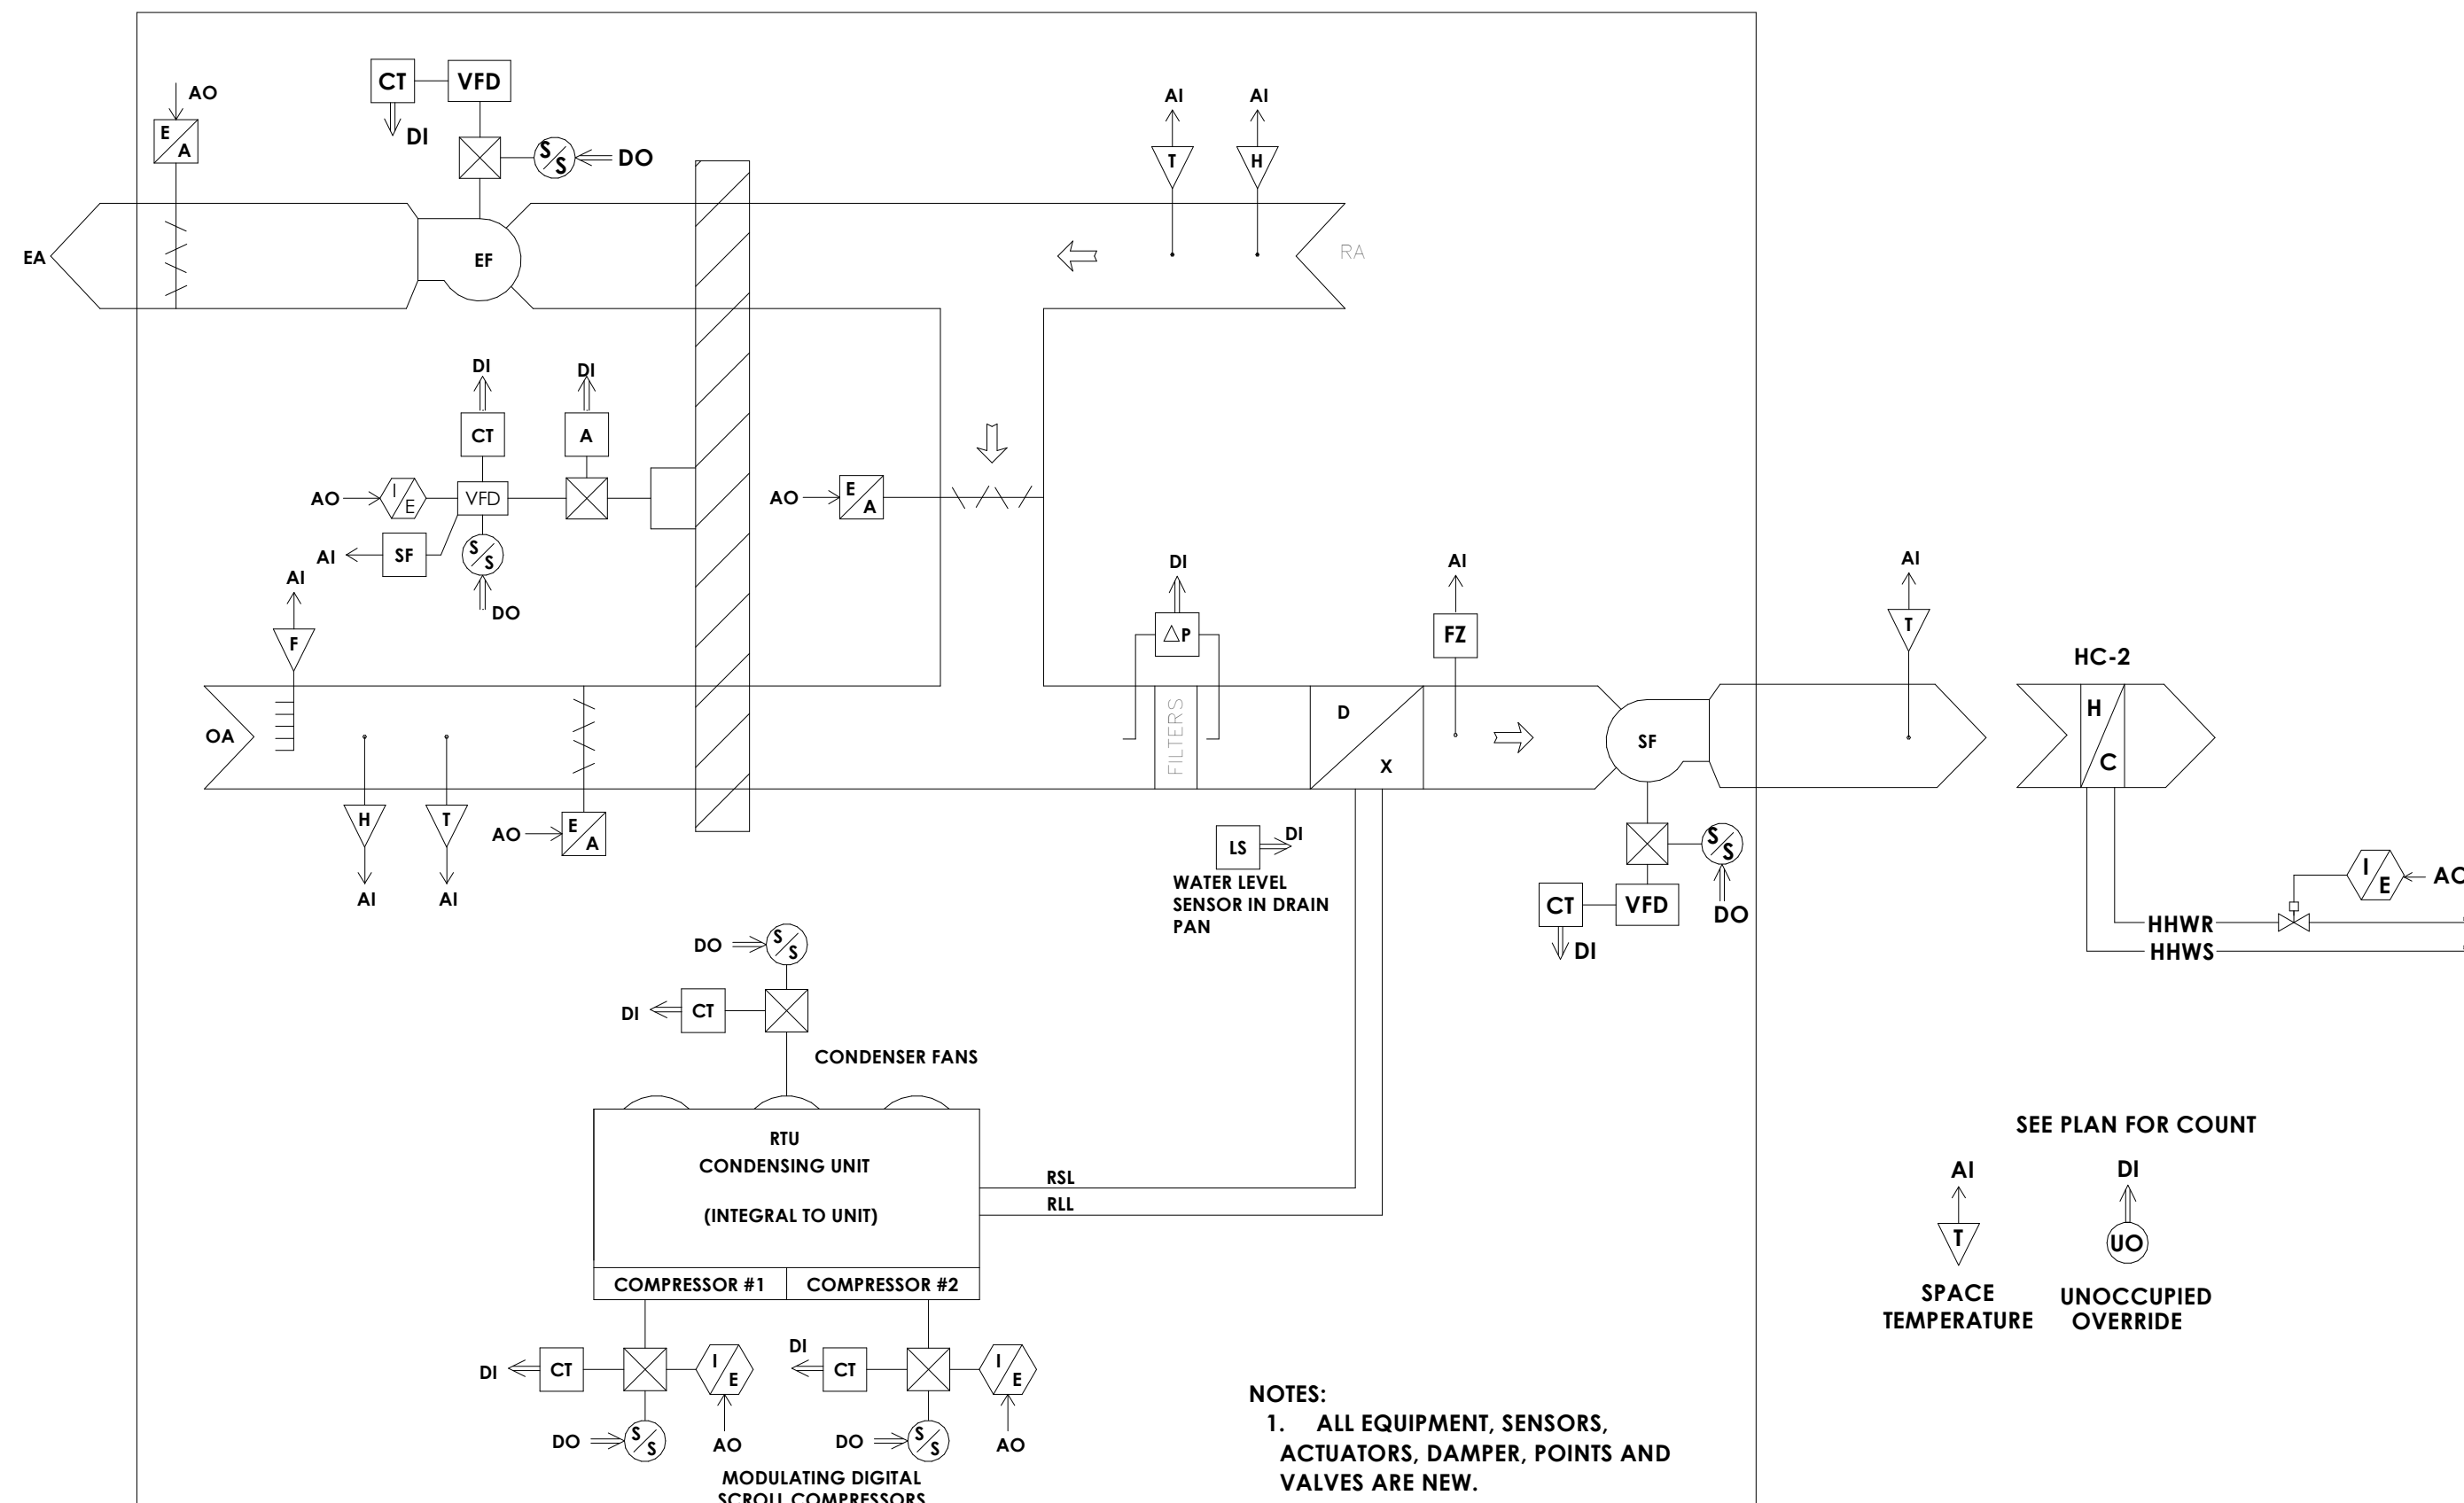 CT VFD
AO
DI
E/A
S/S DO
AI AI
T H
EA
EF
RA
DI DI
CT A
AO I/E VFD
AO E/A
AI SF S/S
DO
AI
F
DI
△P
AI
FZ
AI
T
HC-2
H/C
OA
FILTERS
D/X
SF
H T
AO E/A
AI AI
LS DI
WATER LEVEL
SENSOR IN DRAIN
PAN
S/S
CT VFD DO
DI
I/E
HHWR
HHWS
DO S/S
DI CT
CONDENSER FANS
RTU
CONDENSING UNIT
(INTEGRAL TO UNIT)
RSL
RLL
COMPRESSOR #1 COMPRESSOR #2
DI CT I/E
DI CT I/E
DO S/S AO
DO S/S AO
MODULATING DIGITAL
SCROLL COMPRESSORS
SEE PLAN FOR COUNT
AI DI
T UO
SPACE
TEMPERATURE
UNOCCUPIED
OVERRIDE
NOTES:
1. ALL EQUIPMENT, SENSORS,
ACTUATORS, DAMPER, POINTS AND
VALVES ARE NEW.